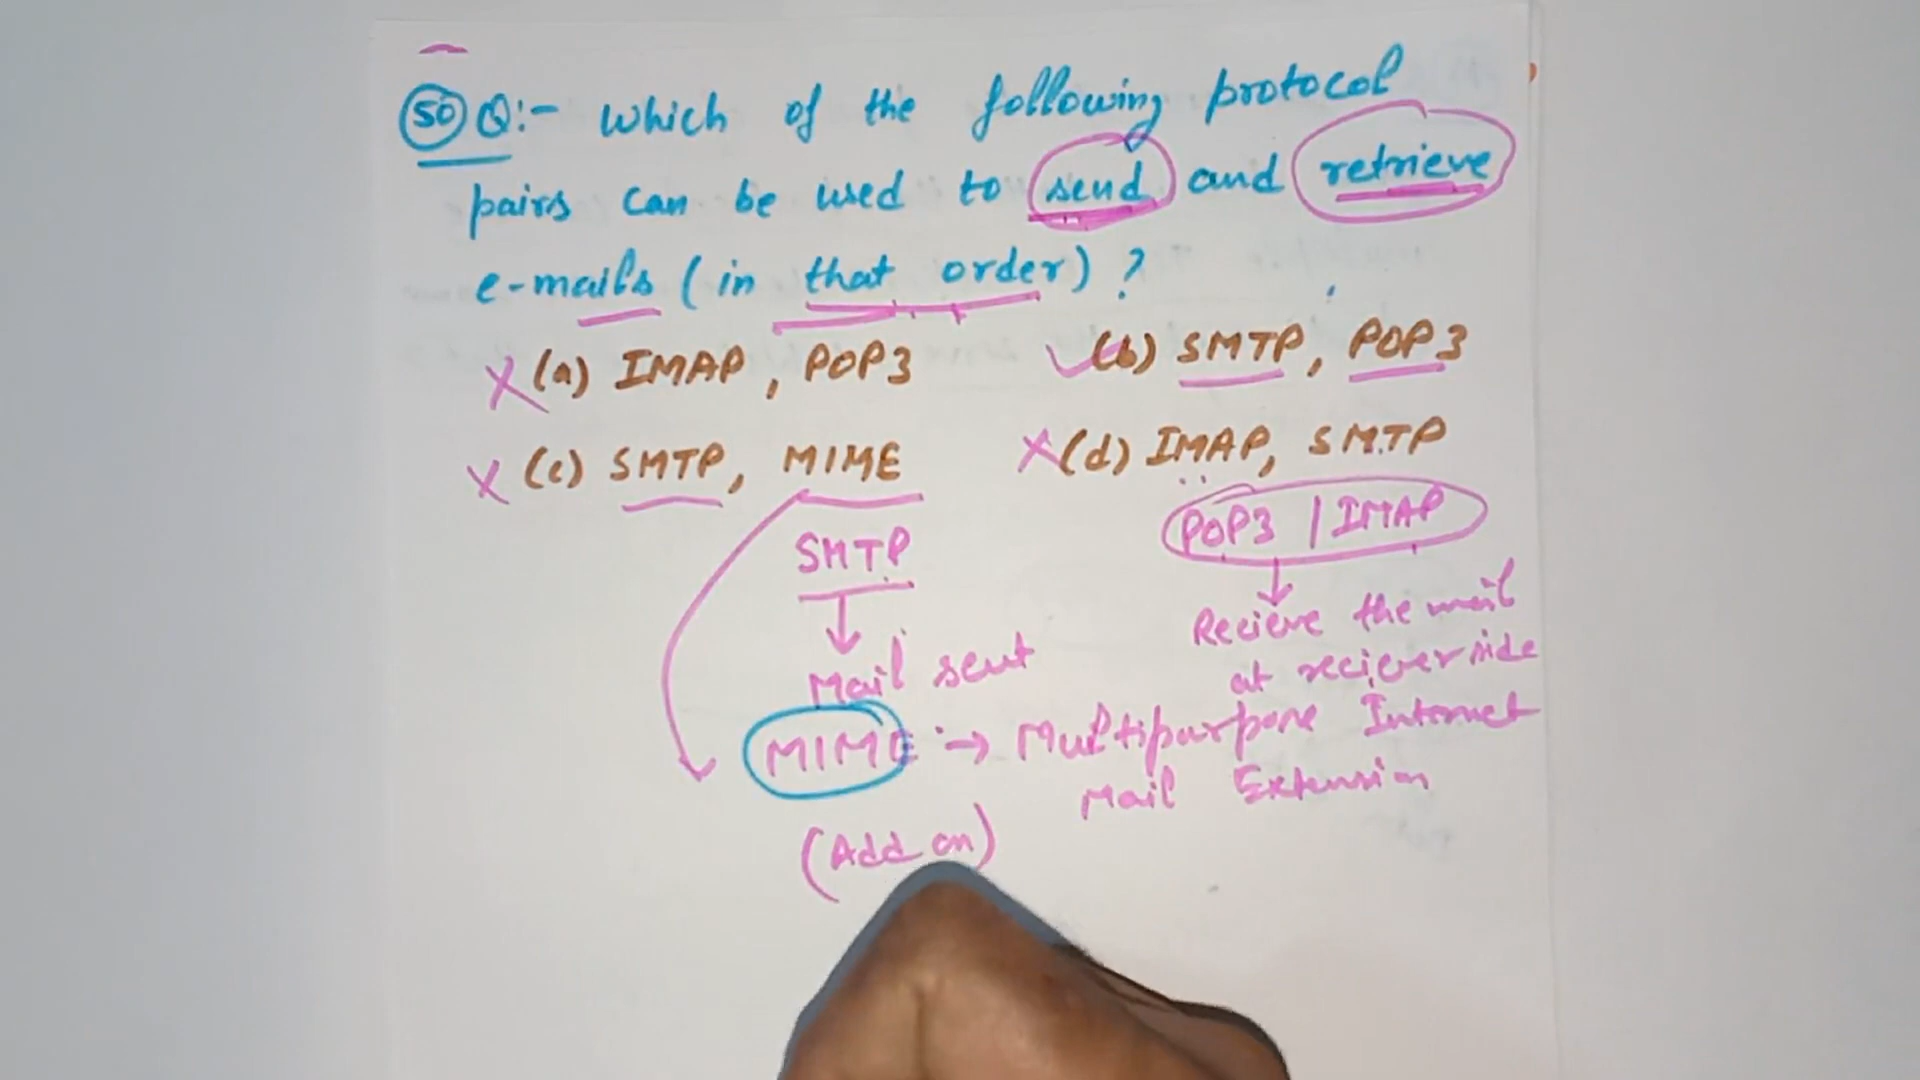 50 Q:- Which of the following protocol
pairs can be used to send and retrieve
e-mails (in that order) ?
X (a) IMAP, POP3
✓(b) SMTP, POP3
X (c) SMTP, MIME
X(d) IMAP, SMTP
SMTP
POP3 / IMAP
Mail sent
Recieve the mail
at reciever side
MIME → Multipurpose Internet
Mail Extension
(Add on)